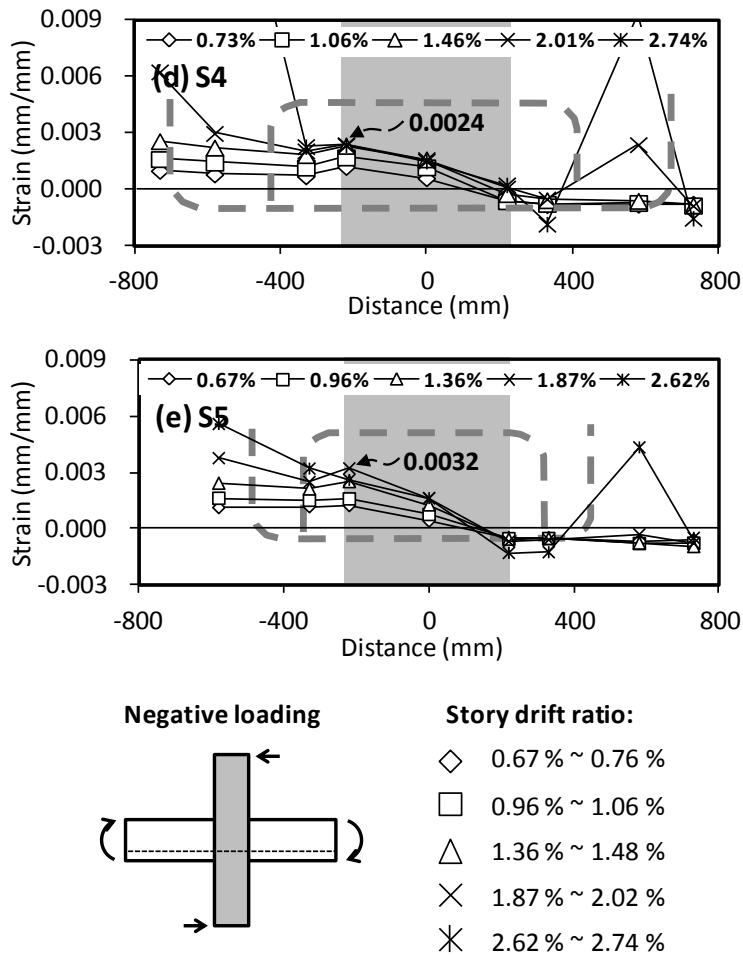 0.009
0.73% 1.06% 1.46% 2.01% 2.74%
0.006
(d) S4
0.003
0.0024
0.000
-0.003
Strain (mm/mm)
-800 -400 0 400 800
Distance (mm)
0.009
0.67% 0.96% 1.36% 1.87% 2.62%
0.006
(e) S5
0.003
0.0032
0.000
-0.003
Strain (mm/mm)
-800 -400 0 400 800
Distance (mm)
Negative loading
Story drift ratio:
0.67 % ~ 0.76 %
0.96 % ~ 1.06 %
1.36 % ~ 1.48 %
1.87 % ~ 2.02 %
2.62 % ~ 2.74 %